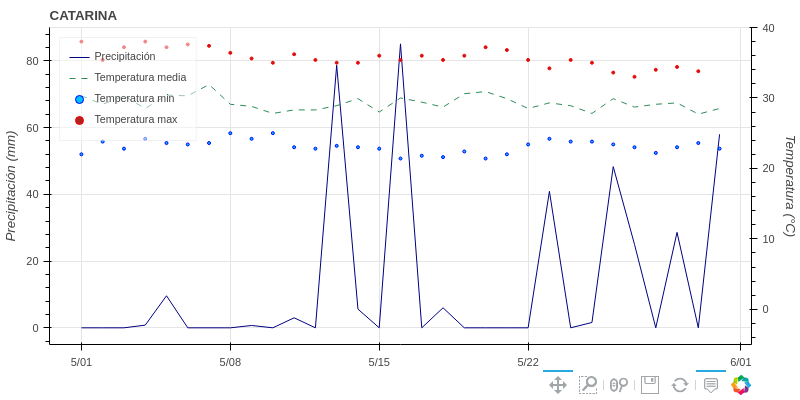 CATARINA
Precipitación
Temperatura media
Temperatura min
Temperatura max
Precipitación (mm)
80
60
40
20
0
Temperatura (°C)
40
30
20
10
0
5/01
5/08
5/15
5/22
6/01